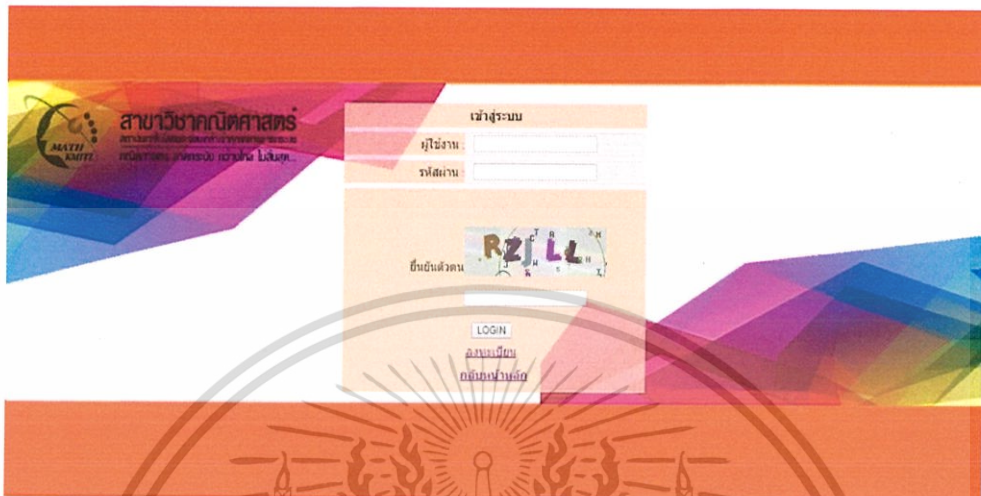 สาขาวิชาคณิตศาสตร์
MATH
KMITL
เข้าสู่ระบบ
ผู้ใช้งาน :
รหัสผ่าน :
RZJLL
ยืนยันตัวตน
LOGIN
ลงทะเบียน
กลับหน้าหลัก